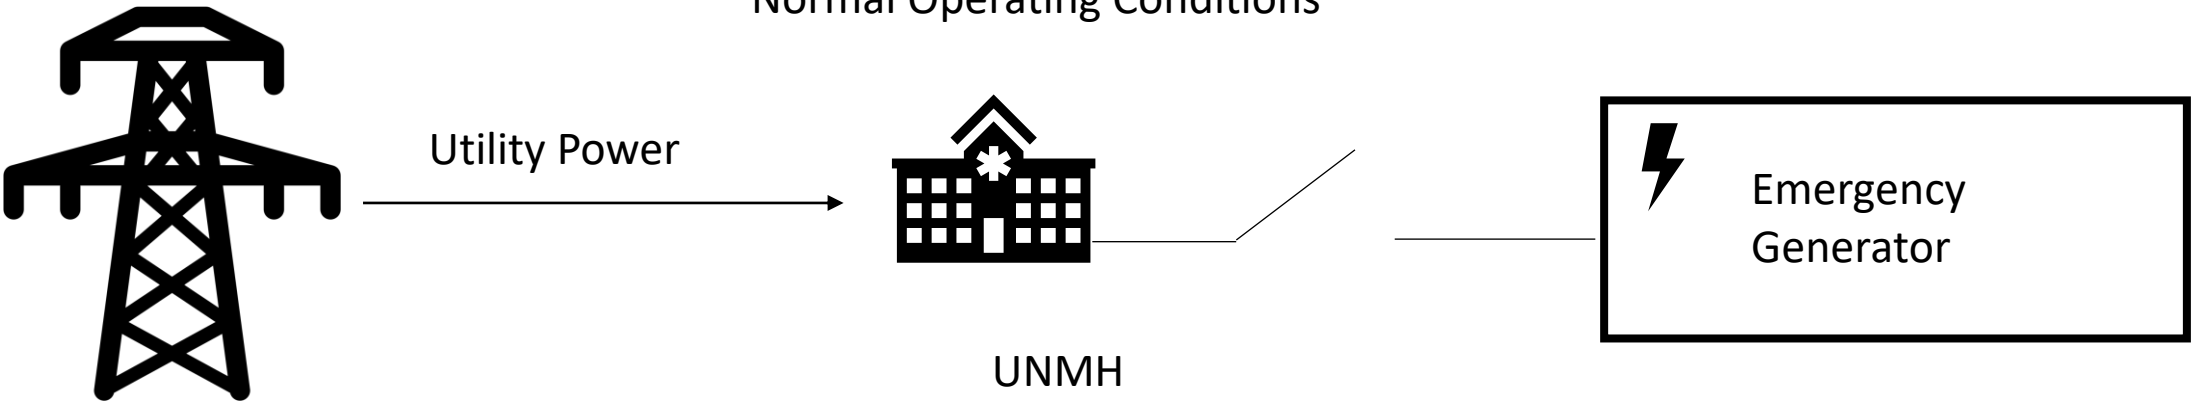 Normal Operating Conditions
Utility Power
Emergency
Generator
UNMH